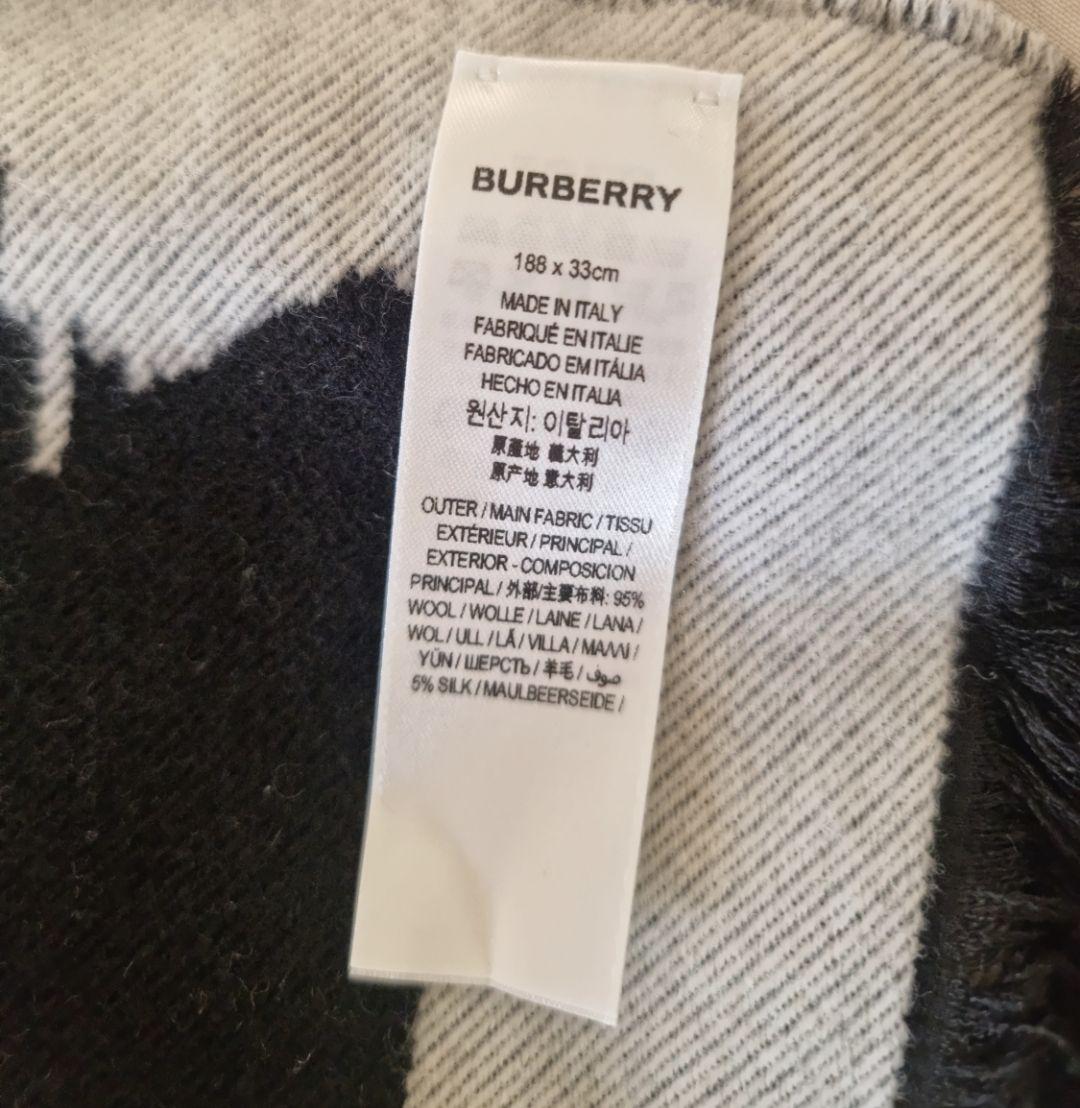 BURBERRY
188 x 33cm
MADE IN ITALY
FABRIQUÉ EN ITALIE
FABRICADO EM ITÁLIA
HECHO EN ITALIA
원산지: 이탈리아
原產地 義大利
原产地 意大利
OUTER / MAIN FABRIC / TISSU
EXTÉRIEUR / PRINCIPAL /
EXTERIOR - COMPOSICION
PRINCIPAL / 外部/主要布料: 95%
WOOL / WOLLE / LAINE / LANA /
WOL / ULL / LÃ / VILLA / ΜΑΛΛΙ /
YÜN / ШЕРСТЬ / 羊毛 / صوف /
5% SILK / MAULBEERSEIDE /